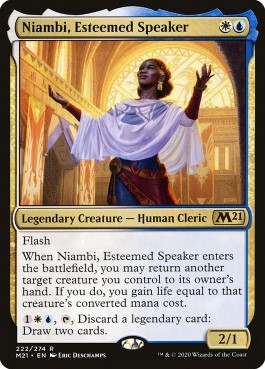 Niambi, Esteemed Speaker
Legendary Creature — Human Cleric
M21
Flash
When Niambi, Esteemed Speaker enters
the battlefield, you may return another
target creature you control to its
owner's hand. If you do, you gain life equal to that
creature's converted mana cost.
1, Discard a legendary card:
Draw two cards.
2/1
222/274 R
M21 • EN Eric Deschamps
™ & © 2020 Wizards of the Coast